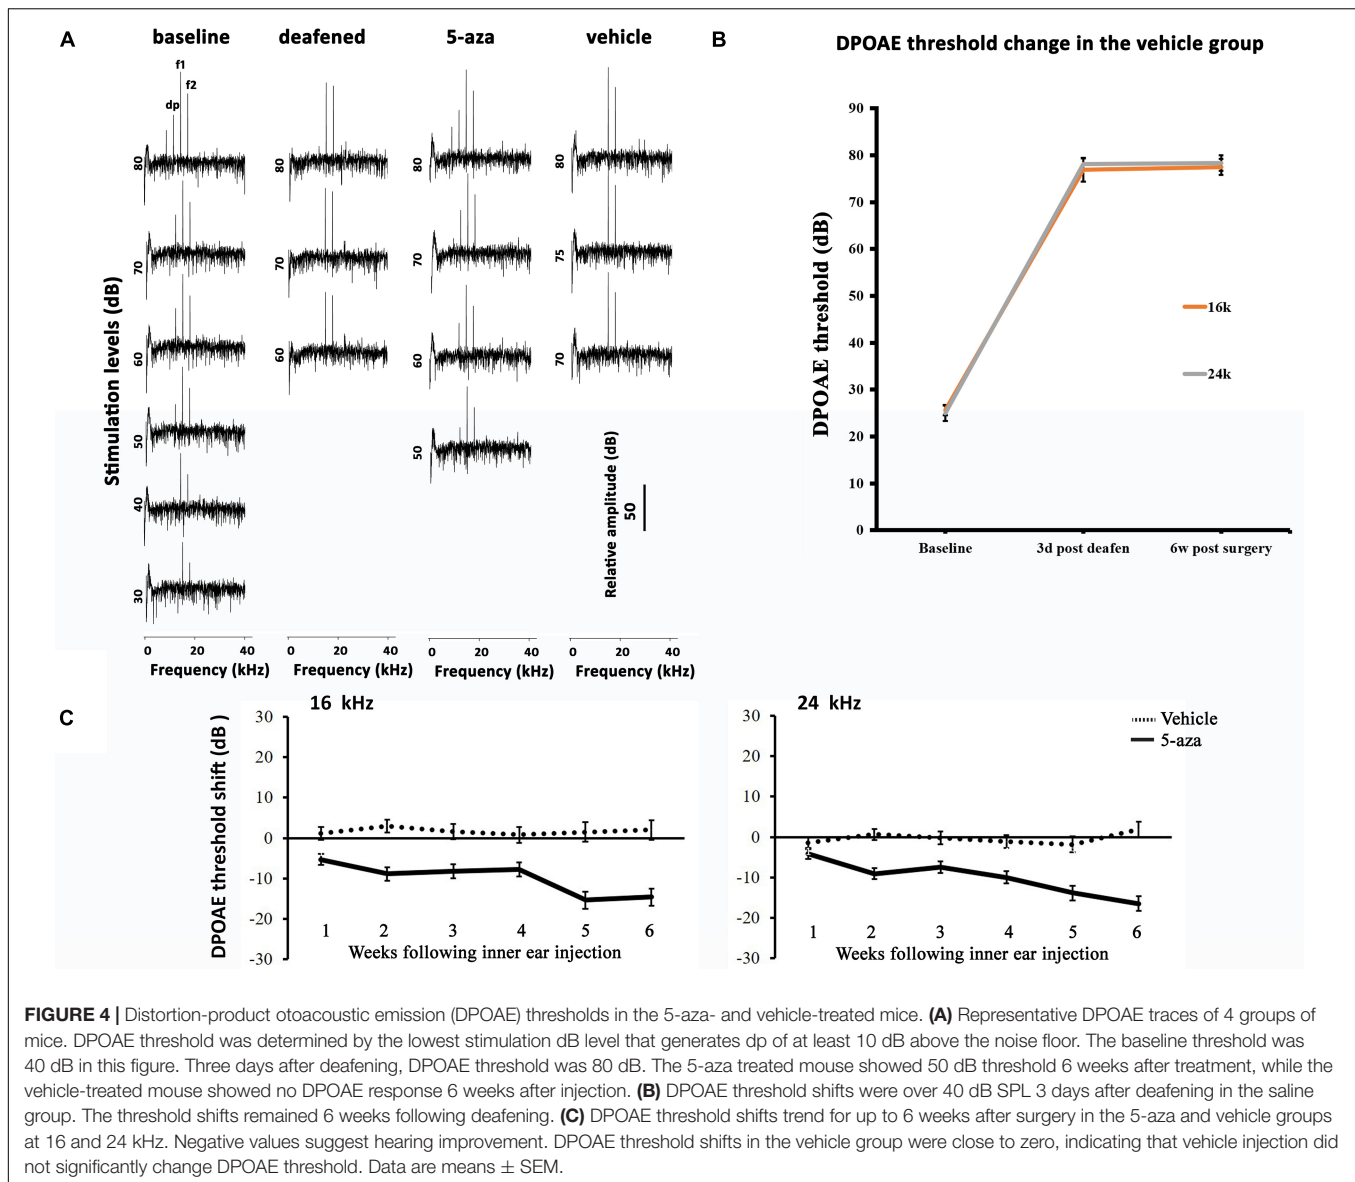 A
baseline
deafened
5-aza
vehicle
f1
f2
dp
80
70
60
50
40
30
80
70
60
80
70
60
50
80
75
70
Stimulation levels (dB)
Relative amplitude (dB)
50
0 20 40
0 20 40
0 20 40
0 20 40
Frequency (kHz)
Frequency (kHz)
Frequency (kHz)
Frequency (kHz)
B
DPOAE threshold change in the vehicle group
DPOAE threshold (dB)
90
80
70
60
50
40
30
20
10
0
16k
24k
Baseline
3d post deafen
6w post surgery
C
16 kHz
DPOAE threshold shift (dB )
30
20
10
0
-10
-20
-30
1 2 3 4 5 6
Weeks following inner ear injection
24 kHz
30
20
10
0
-10
-20
-30
1 2 3 4 5 6
Weeks following inner ear injection
Vehicle
5-aza
FIGURE 4 | Distortion-product otoacoustic emission (DPOAE) thresholds in the 5-aza- and vehicle-treated mice. (A) Representative DPOAE traces of 4 groups of
mice. DPOAE threshold was determined by the lowest stimulation dB level that generates dp of at least 10 dB above the noise floor. The baseline threshold was
40 dB in this figure. Three days after deafening, DPOAE threshold was 80 dB. The 5-aza treated mouse showed 50 dB threshold 6 weeks after treatment, while the
vehicle-treated mouse showed no DPOAE response 6 weeks after injection. (B) DPOAE threshold shifts were over 40 dB SPL 3 days after deafening in the saline
group. The threshold shifts remained 6 weeks following deafening. (C) DPOAE threshold shifts trend for up to 6 weeks after surgery in the 5-aza and vehicle groups
at 16 and 24 kHz. Negative values suggest hearing improvement. DPOAE threshold shifts in the vehicle group were close to zero, indicating that vehicle injection did
not significantly change DPOAE threshold. Data are means ± SEM.